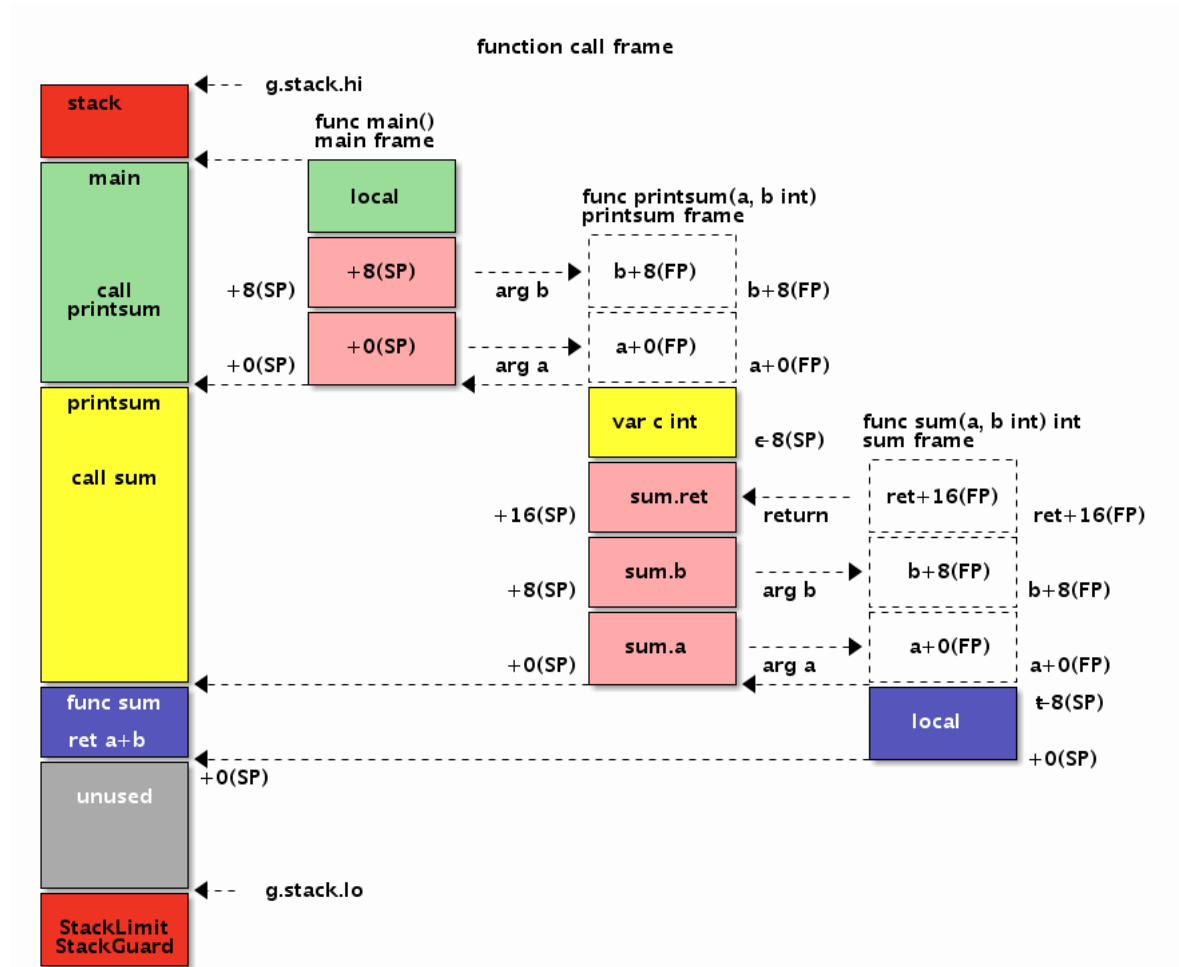 function call frame
g.stack.hi
stack
func main()
main frame
main
local
func printsum(a, b int)
printsum frame
+8(SP)
+8(SP)
arg b
b+8(FP)
b+8(FP)
call
printsum
+0(SP)
+0(SP)
arg a
a+0(FP)
a+0(FP)
printsum
var c int
c-8(SP)
func sum(a, b int) int
sum frame
call sum
+16(SP)
sum.ret
return
ret+16(FP)
ret+16(FP)
+8(SP)
sum.b
arg b
b+8(FP)
b+8(FP)
+0(SP)
sum.a
arg a
a+0(FP)
a+0(FP)
func sum
ret a+b
local
t-8(SP)
+0(SP)
+0(SP)
unused
g.stack.lo
StackLimit
StackGuard